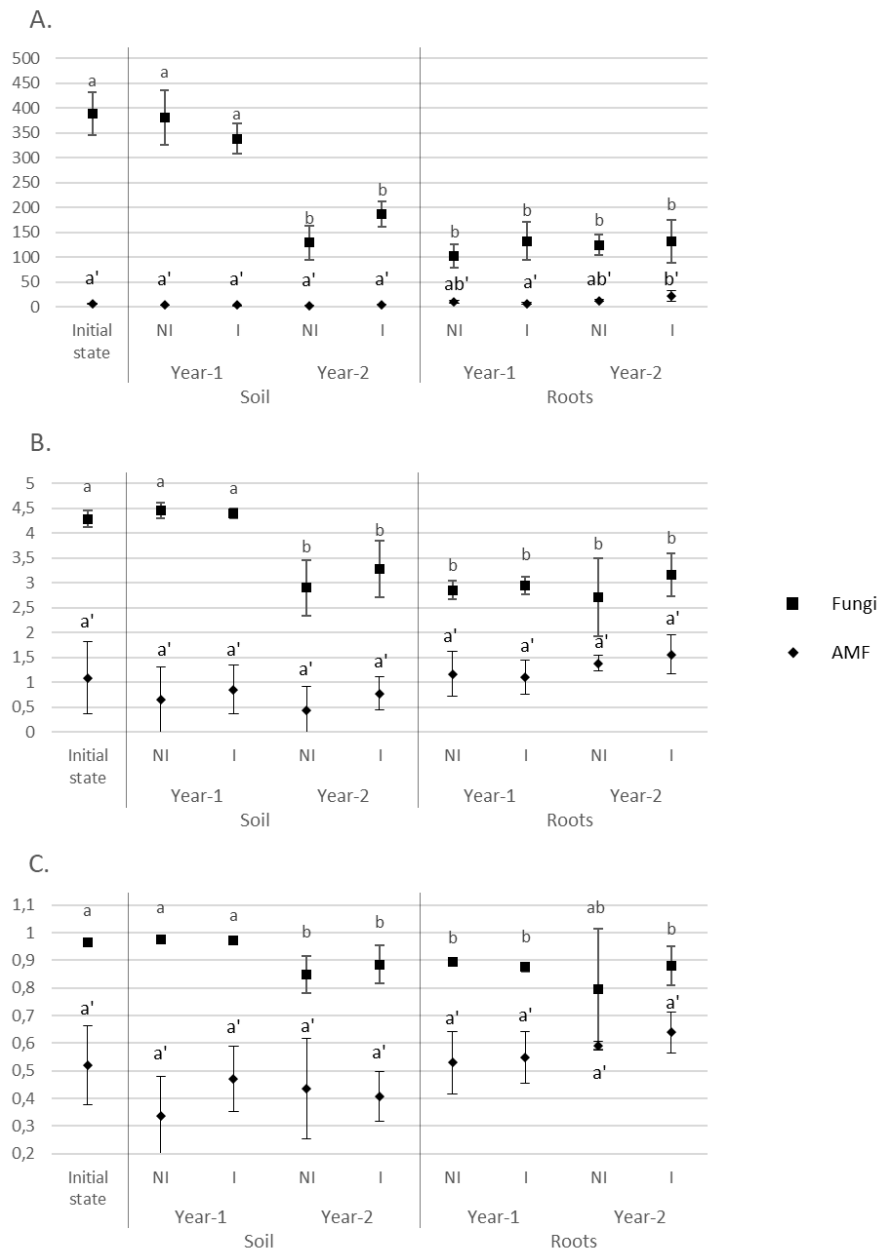 A.
500
450
400
350
300
250
200
150
100
50
0
a a a b b b b b b
a' a' a' a' a' ab' a' ab' b'
Initial state NI I NI I NI I NI I
Year-1 Year-2 Year-1 Year-2
Soil Roots
B.
5
4,5
4
3,5
3
2,5
2
1,5
1
0,5
0
a a a b b b b b b
a' a' a' a' a' a' a' a' a'
Initial state NI I NI I NI I NI I
Year-1 Year-2 Year-1 Year-2
Soil Roots
Fungi
AMF
C.
1,1
1
0,9
0,8
0,7
0,6
0,5
0,4
0,3
0,2
a a a b b b b ab b
a' a' a' a' a' a' a' a' a'
Initial state NI I NI I NI I NI I
Year-1 Year-2 Year-1 Year-2
Soil Roots